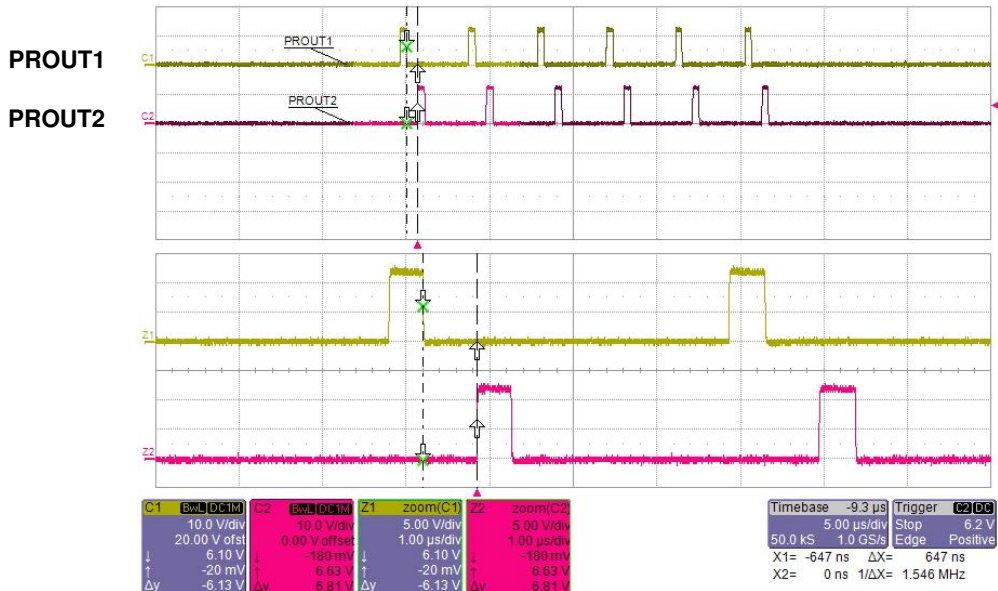 PROUT1
PROUT2
C1
PROUT1
C2
PROUT2
Z1
Z2
C1 BwL DC1M
10.0 V/div
20.00 V ofst
↓ 6.10 V
↑ -20 mV
Δy -6.13 V
C2 BwL DC1M
10.0 V/div
0.00 V offset
↓ -180 mV
↑ 6.63 V
Δy 6.81 V
Z1 zoom(C1)
5.00 V/div
1.00 µs/div
↓ 6.10 V
↑ -20 mV
Δy -6.13 V
Z2 zoom(C2)
5.00 V/div
1.00 µs/div
↓ -180 mV
↑ 6.63 V
Δy 6.81 V
Timebase -9.3 µs
5.00 µs/div
50.0 kS 1.0 GS/s
Trigger C2 DC
Stop 6.2 V
Edge Positive
X1= -647 ns ΔX= 647 ns
X2= 0 ns 1/ΔX= 1.546 MHz